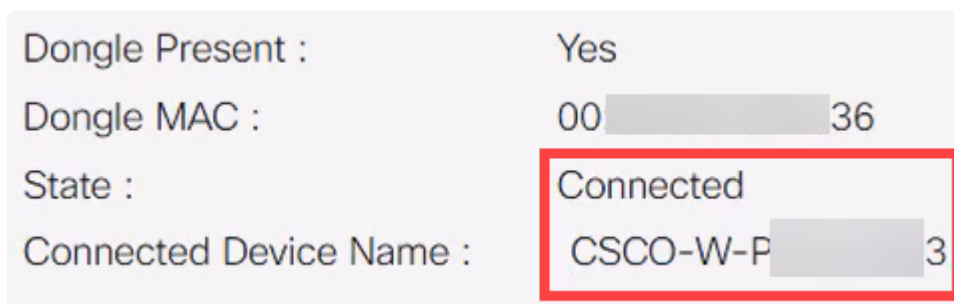 Dongle Present : Yes
Dongle MAC : 00: 36
State : Connected
Connected Device Name : CSCO-W-P 3